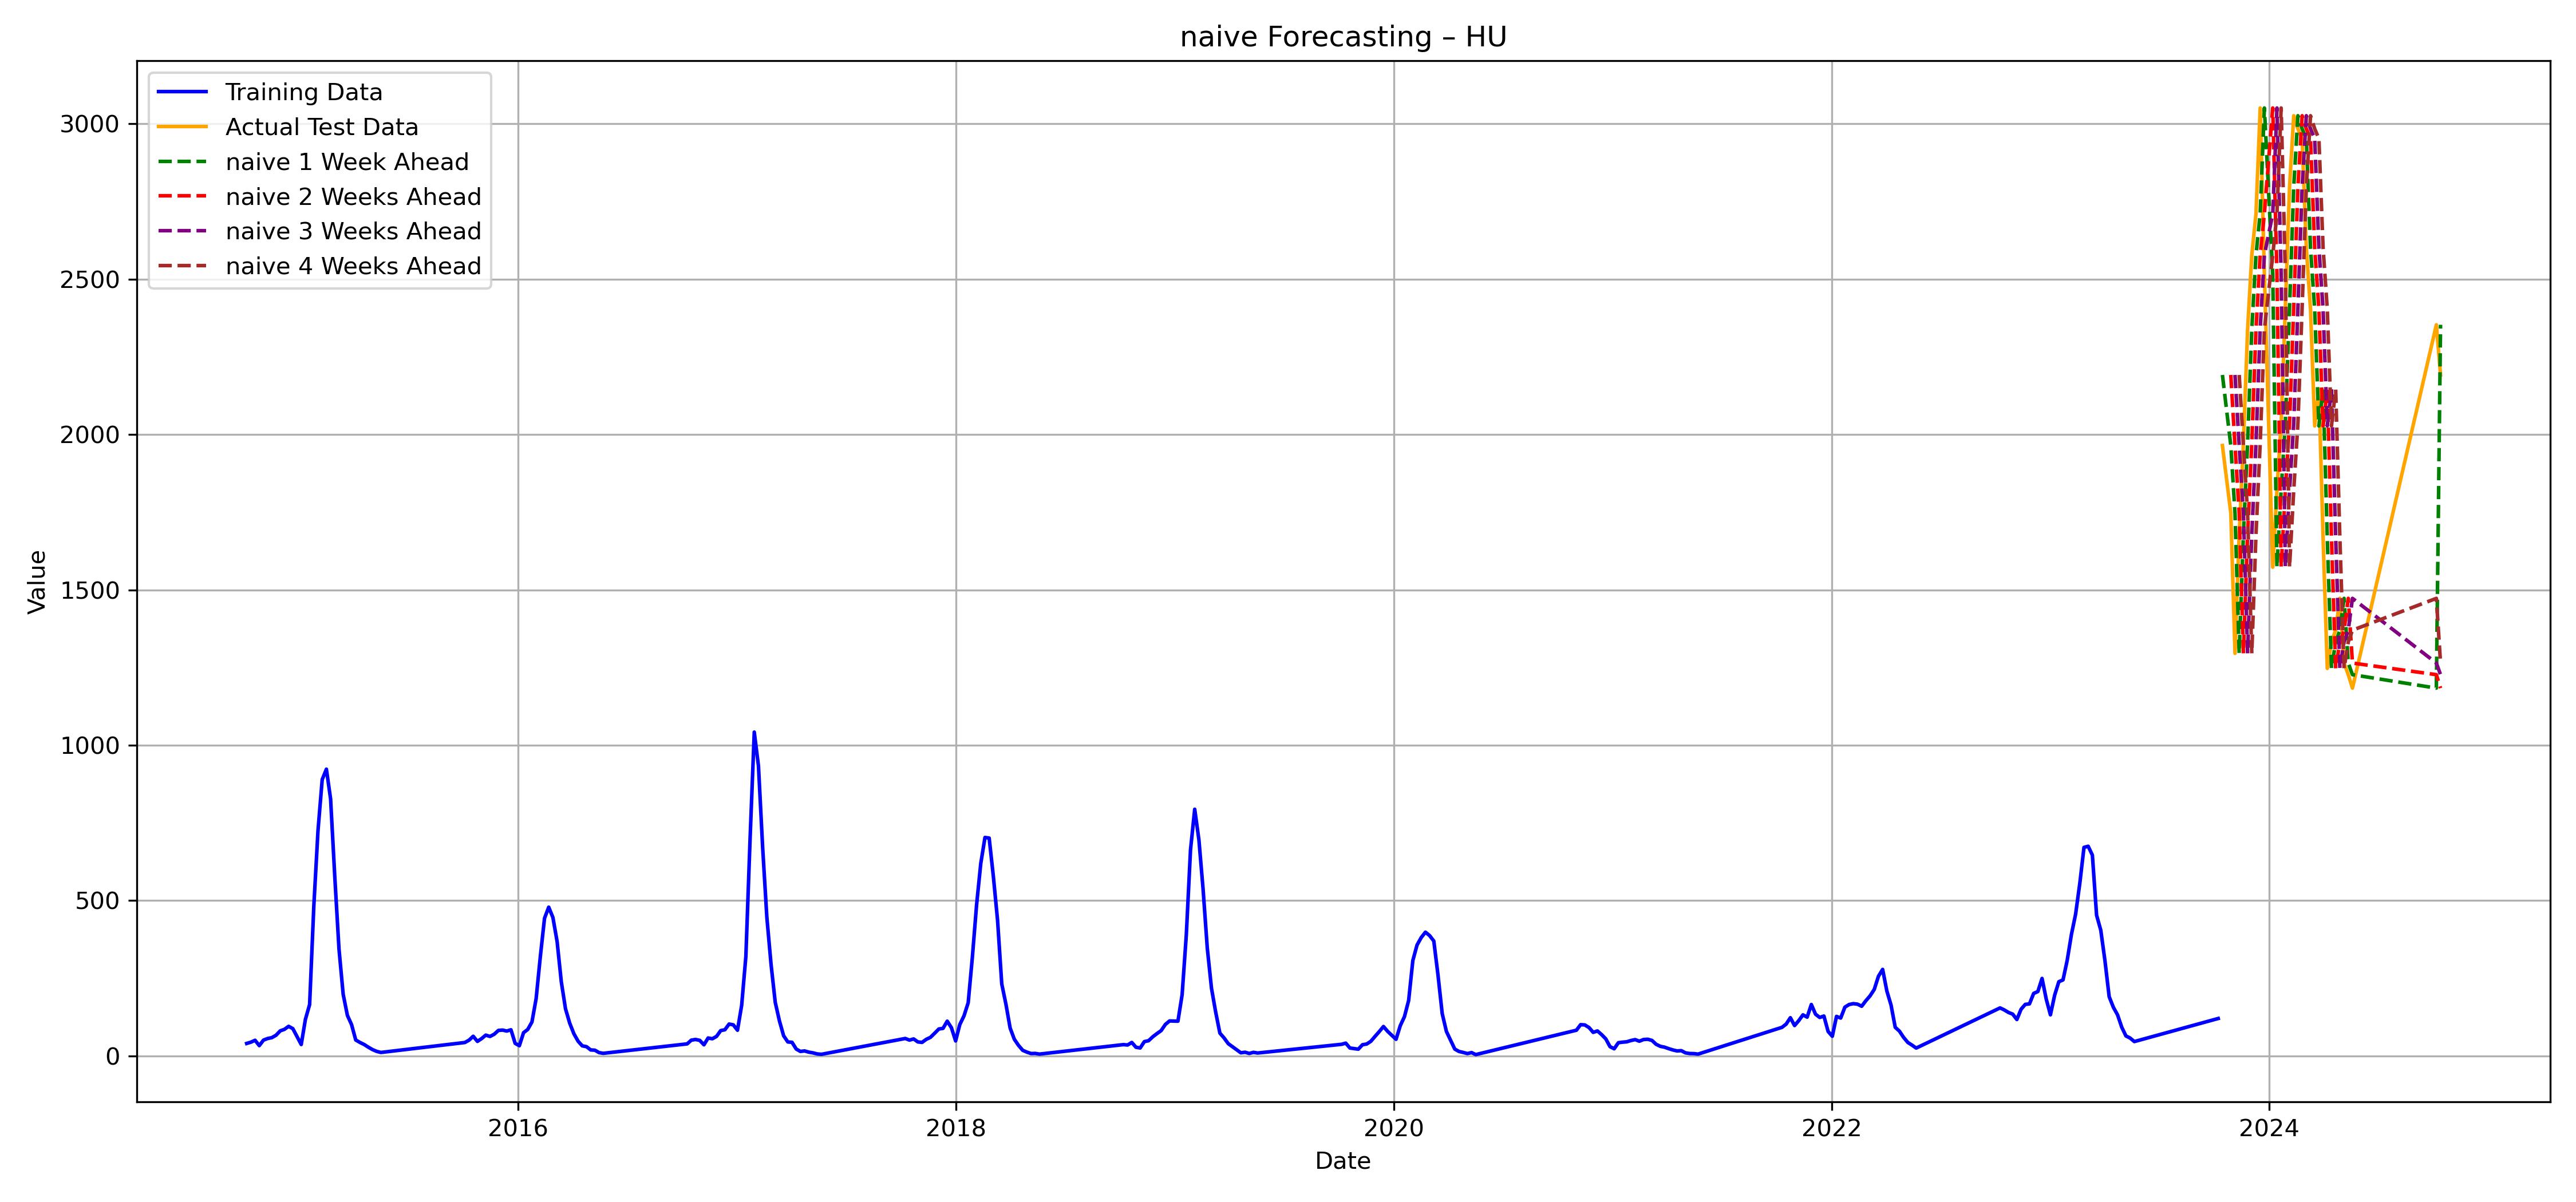 naive Forecasting – HU
Training Data
Actual Test Data
naive 1 Week Ahead
naive 2 Weeks Ahead
naive 3 Weeks Ahead
naive 4 Weeks Ahead
3000
2500
2000
1500
1000
500
0
Value
2016
2018
2020
2022
2024
Date